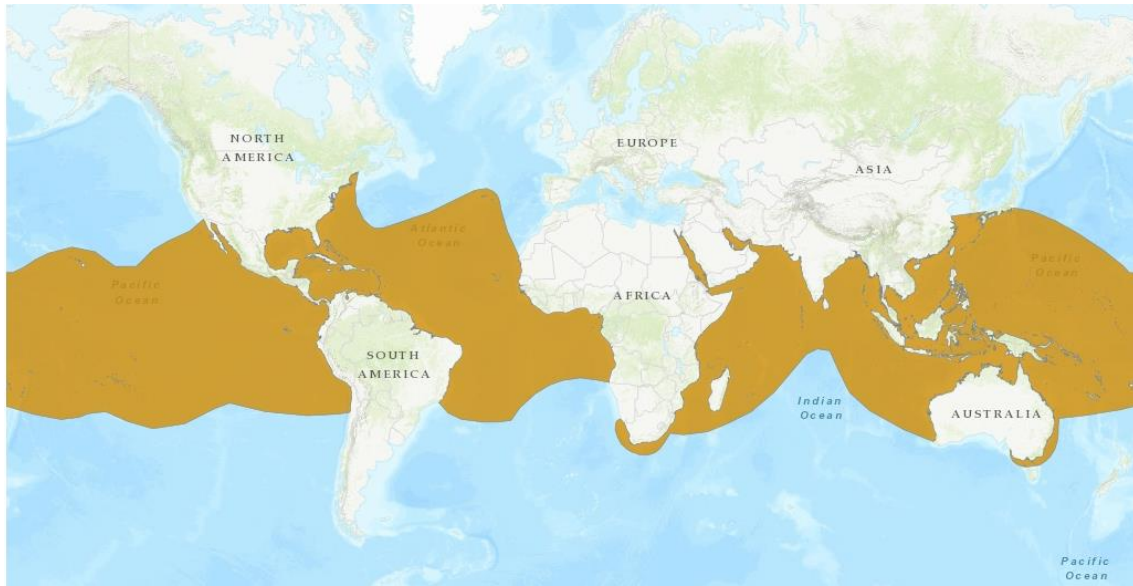 NORTH
AMERICA
EUROPE
ASIA
Atlantic
Ocean
Pacific
Ocean
Pacific
Ocean
AFRICA
SOUTH
AMERICA
Indian
Ocean
AUSTRALIA
Pacific
Ocean